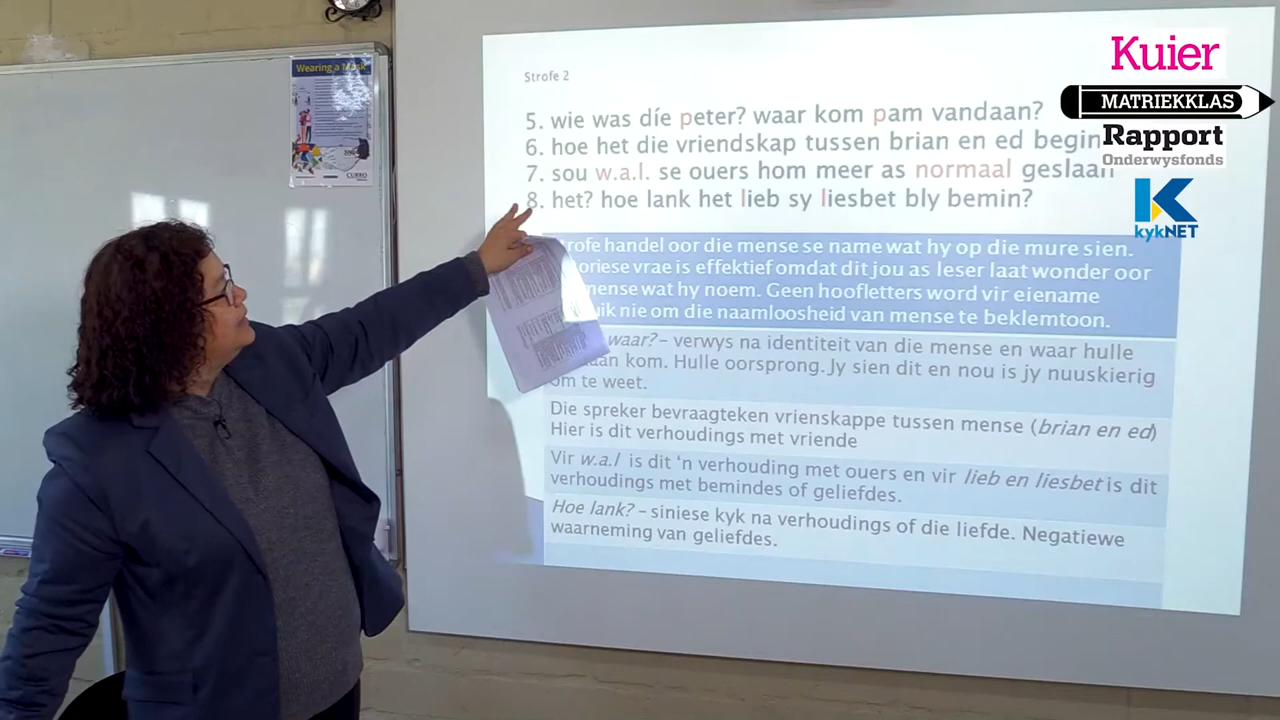 Wearing a Mask
CURRO
Strofe 2
5. wie was díe peter? waar kom pam vandaan?
6. hoe het die vriendskap tussen brian en ed begin
7. sou w.a.l. se ouers hom meer as normaal geslaan
8. het? hoe lank het lieb sy liesbet bly bemin?
rofe handel oor die mense se name wat hy op die mure sien.
oriese vrae is effektief omdat dit jou as leser laat wonder oor
mense wat hy noem. Geen hoofletters word vir eiename
uik nie om die naamloosheid van mense te beklemtoon.
waar? – verwys na identiteit van die mense en waar hulle
aan kom. Hulle oorsprong. Jy sien dit en nou is jy nuuskierig
om te weet.
Die spreker bevraagteken vrienskappe tussen mense (brian en ed)
Hier is dit verhoudings met vriende
Vir w.a.l is dit 'n verhouding met ouers en vir lieb en liesbet is dit
verhoudings met bemindes of geliefdes.
Hoe lank? – siniese kyk na verhoudings of die liefde. Negatiewe
waarneming van geliefdes.
Kuier
MATRIEKKLAS
Rapport
Onderwysfonds
K
kykNET